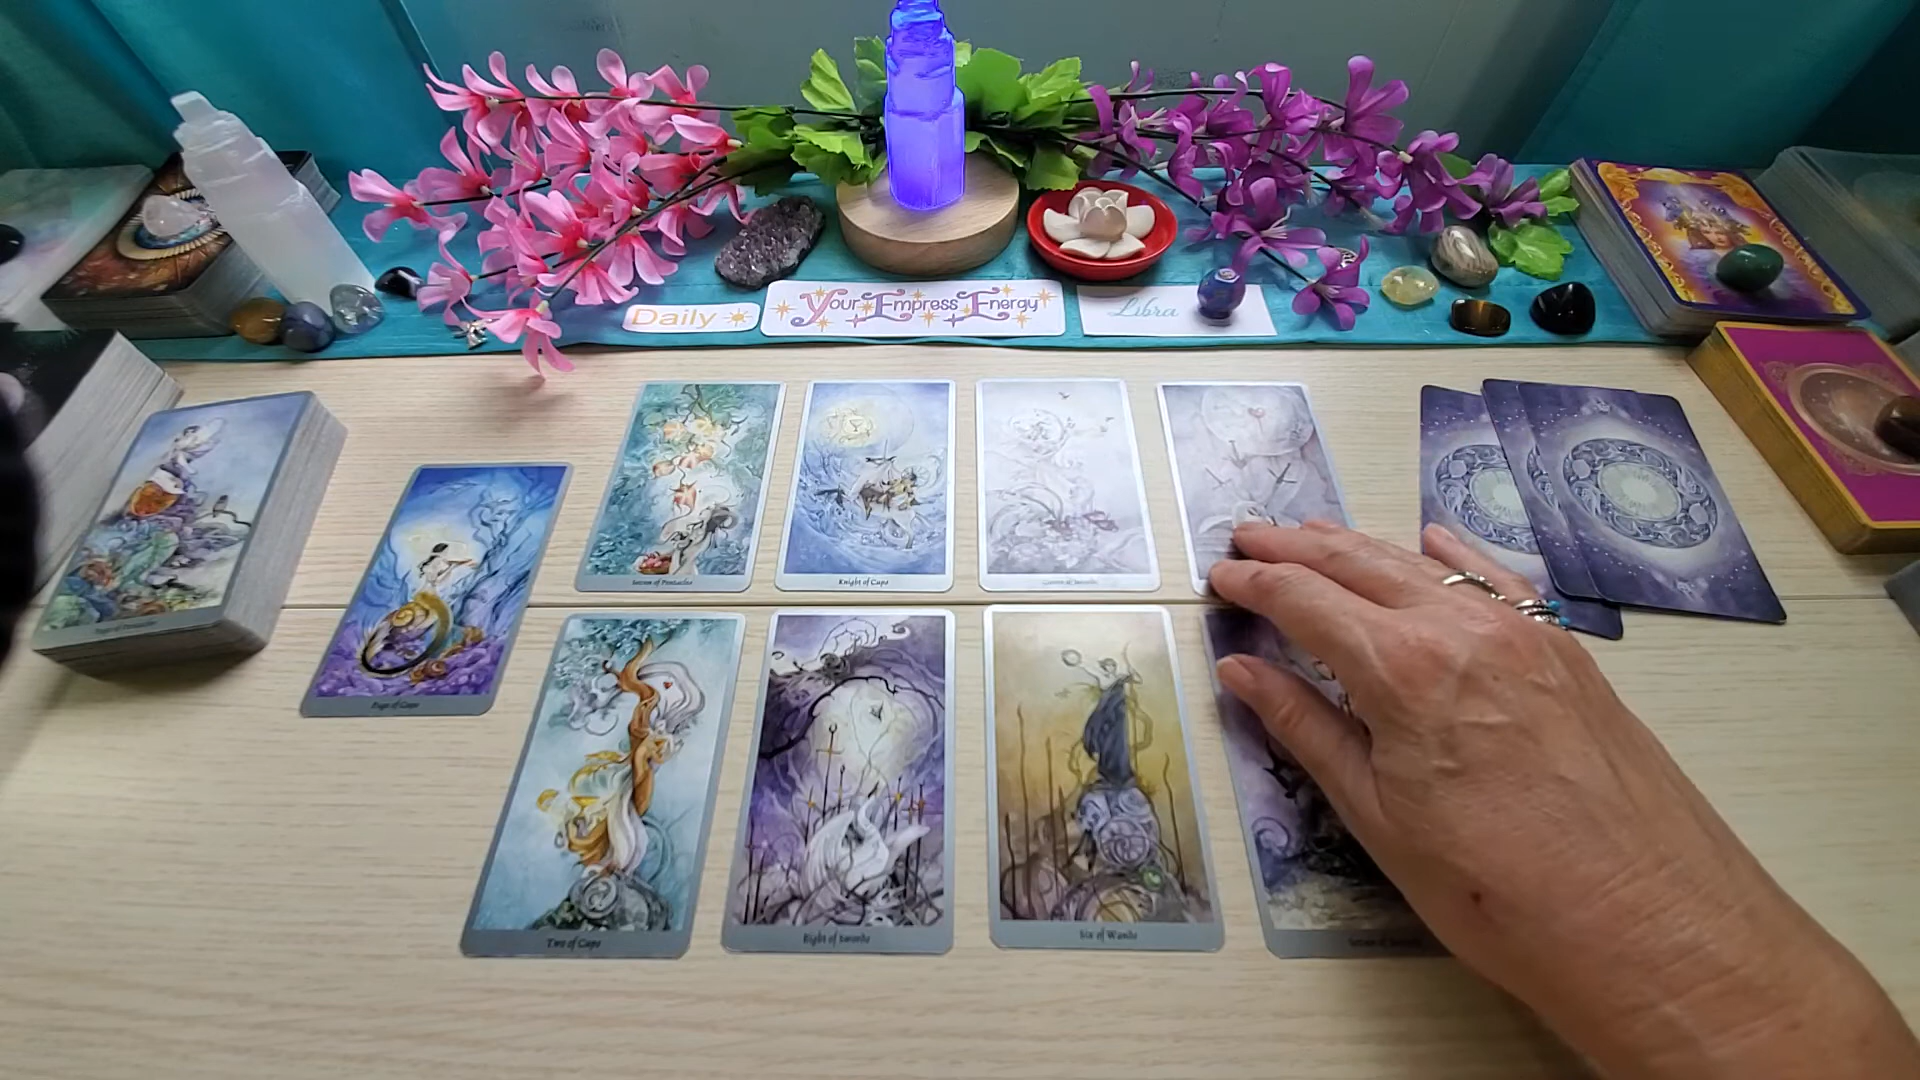 Daily
Your Empress Energy
Libra
Seven of Pentacles
Knight of Cups
Queen of Swords
Page of Cups
Two of Cups
Eight of Swords
Six of Wands